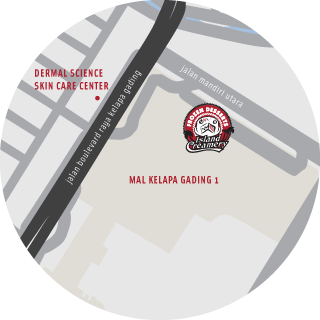 DERMAL SCIENCE
SKIN CARE CENTER
jalan boulevard raya kelapa gading
jalan mandiri utara
FROZEN DESSERTS
Island
Creamery
MAL KELAPA GADING 1